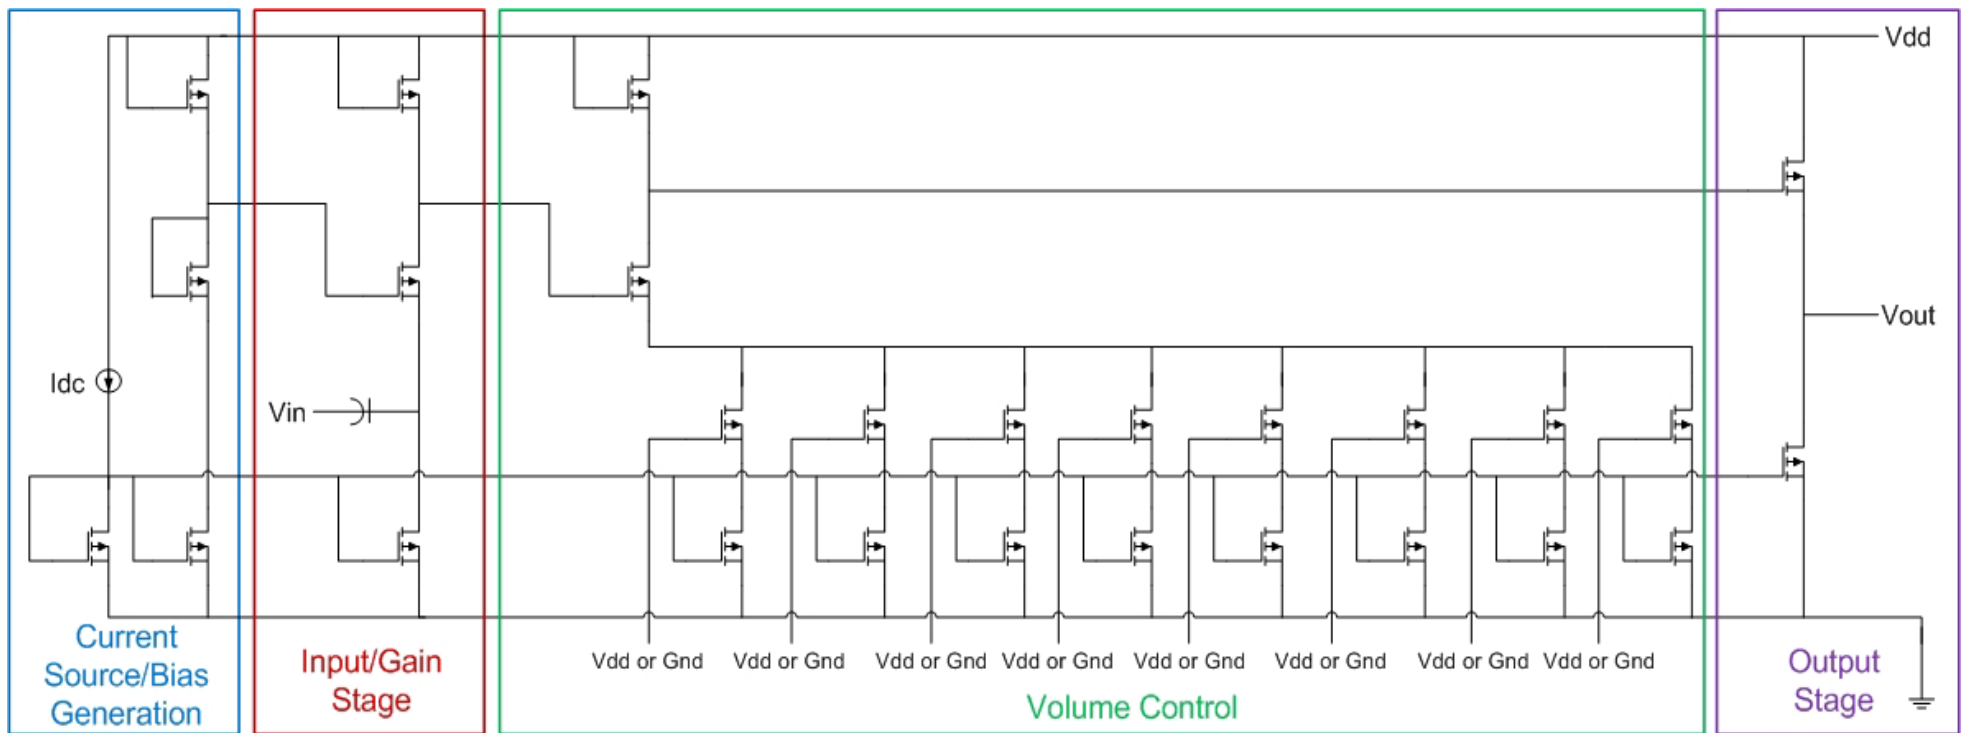 Vdd
Vout
Idc
Vin
Vdd or Gnd
Vdd or Gnd
Vdd or Gnd
Vdd or Gnd
Vdd or Gnd
Vdd or Gnd
Vdd or Gnd
Vdd or Gnd
Current
Source/Bias
Generation
Input/Gain
Stage
Volume Control
Output
Stage